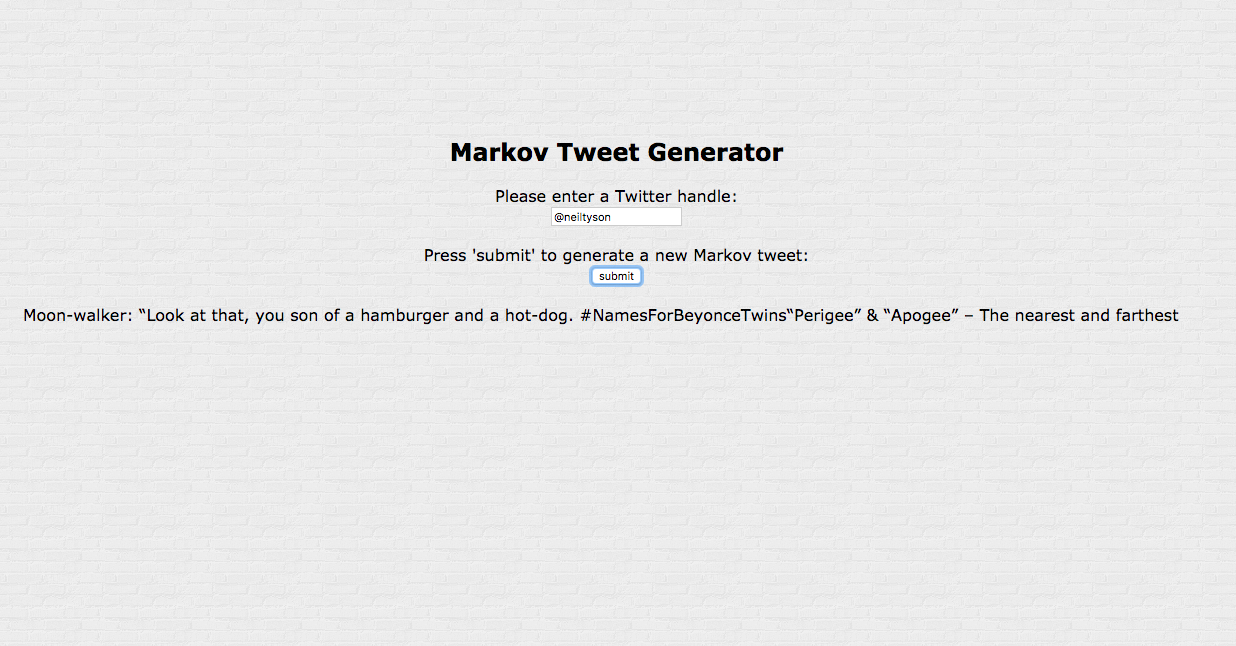 Markov Tweet Generator
Please enter a Twitter handle:
@neiltyson
Press 'submit' to generate a new Markov tweet:
submit
Moon-walker: “Look at that, you son of a hamburger and a hot-dog. #NamesForBeyonceTwins“Perigee” & “Apogee” – The nearest and farthest